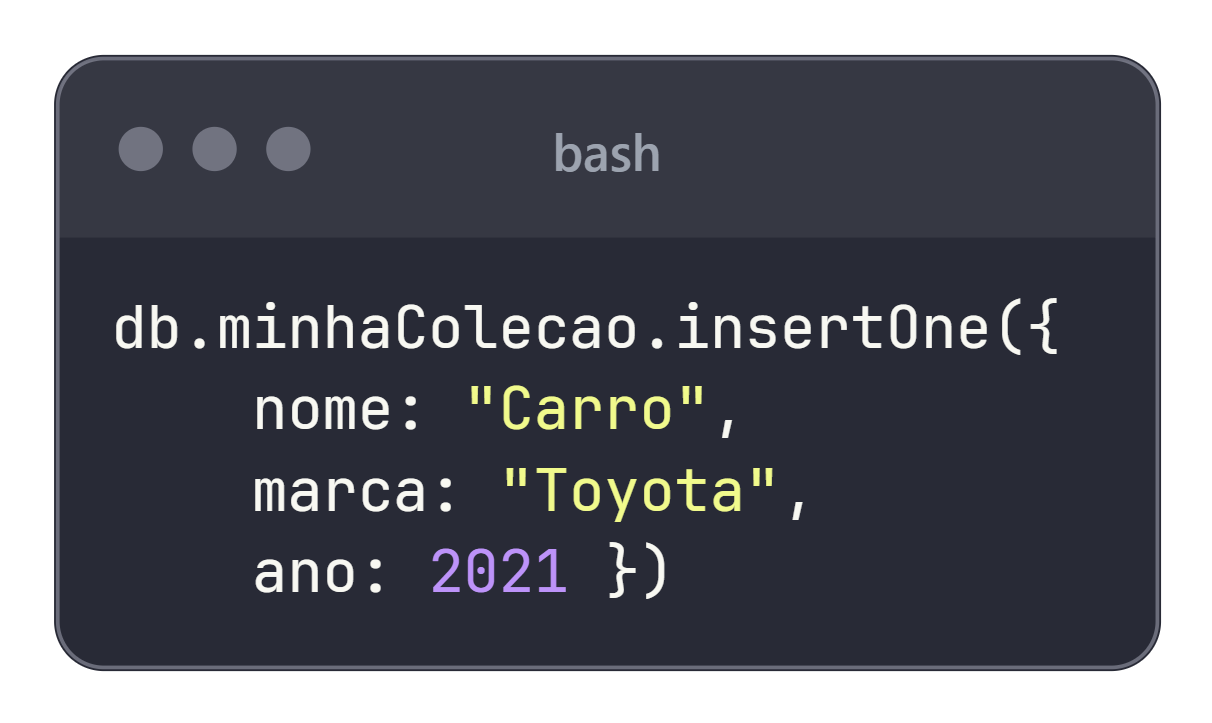 bash
db.minhaColecao.insertOne({
    nome: "Carro",
    marca: "Toyota",
    ano: 2021 })